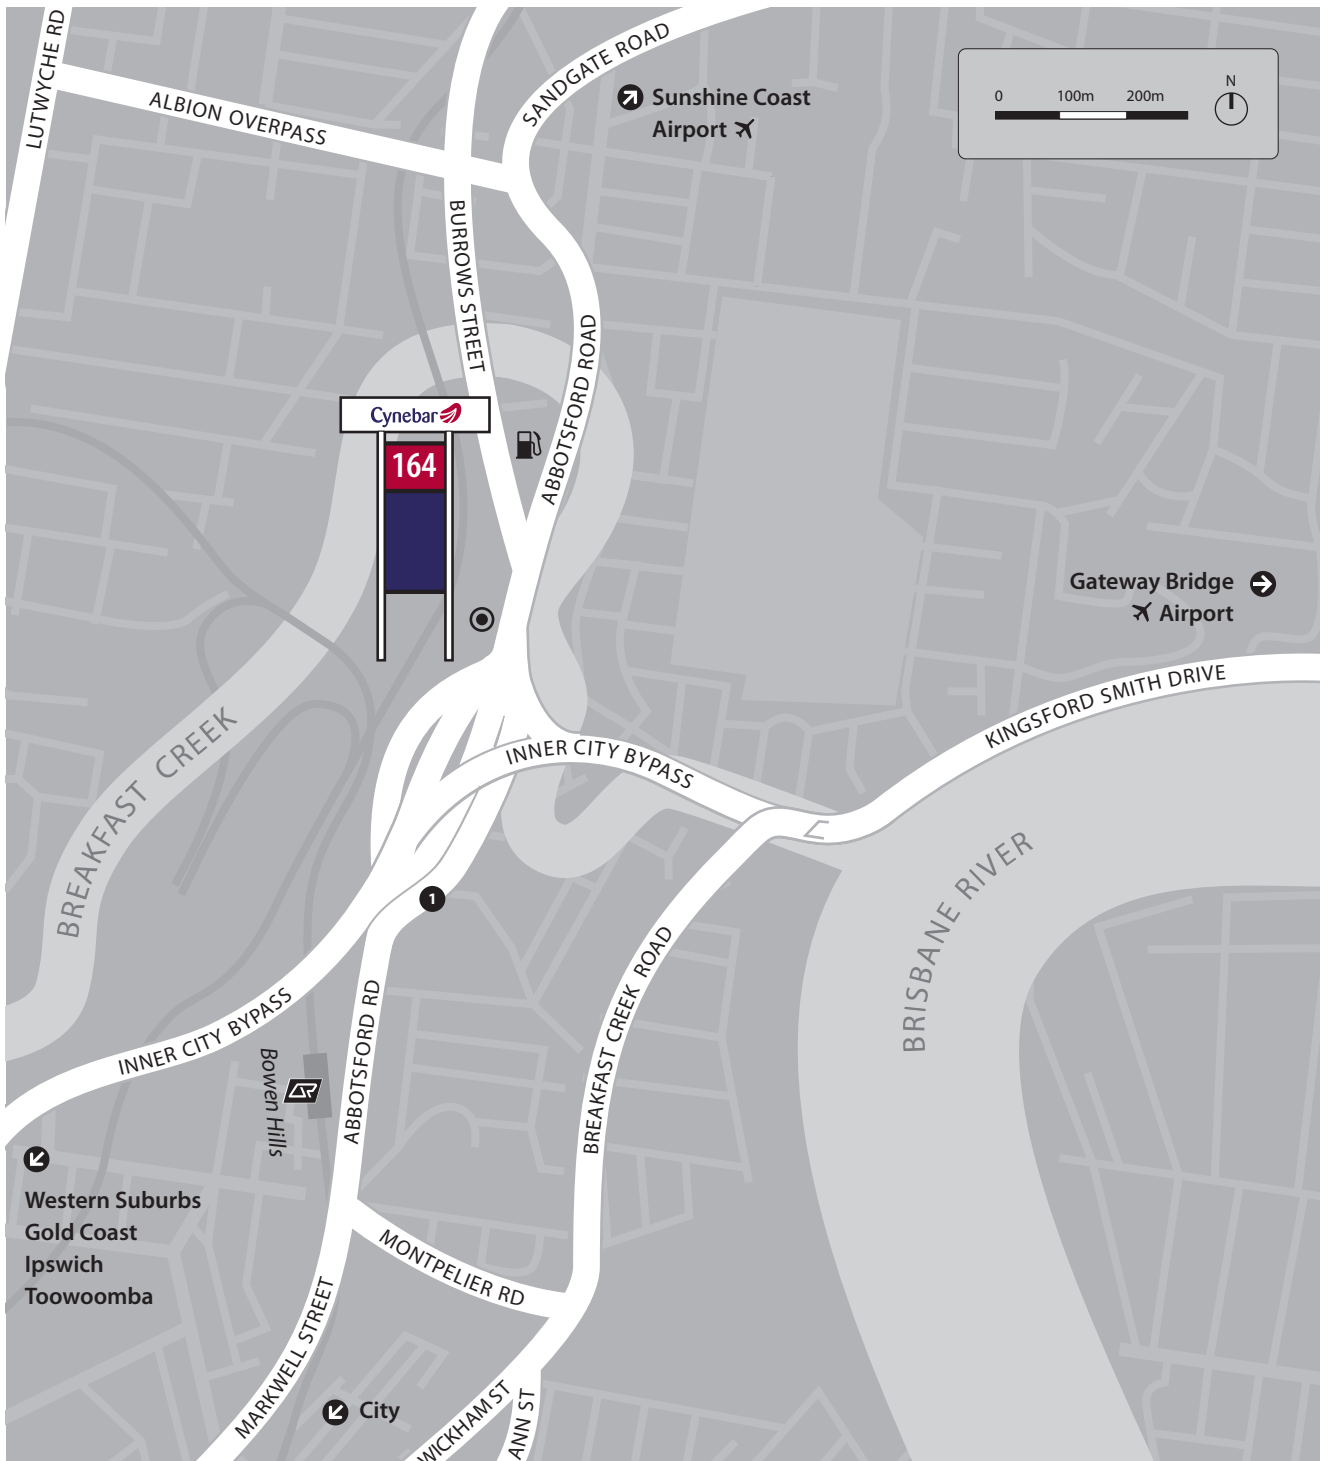 LUTWYCHE RD
ALBION OVERPASS
SANDGATE ROAD
Sunshine Coast
Airport
0 100m 200m
N
BURROWS STREET
ABBOTSFORD ROAD
Cynebar
164
Gateway Bridge
Airport
KINGSFORD SMITH DRIVE
INNER CITY BYPASS
BREAKFAST CREEK
BRISBANE RIVER
1
BREAKFAST CREEK ROAD
INNER CITY BYPASS
ABBOTSFORD RD
Bowen Hills
Western Suburbs
Gold Coast
Ipswich
Toowoomba
MONTPELIER RD
MARKWELL STREET
City
WICKHAM ST
ANN ST